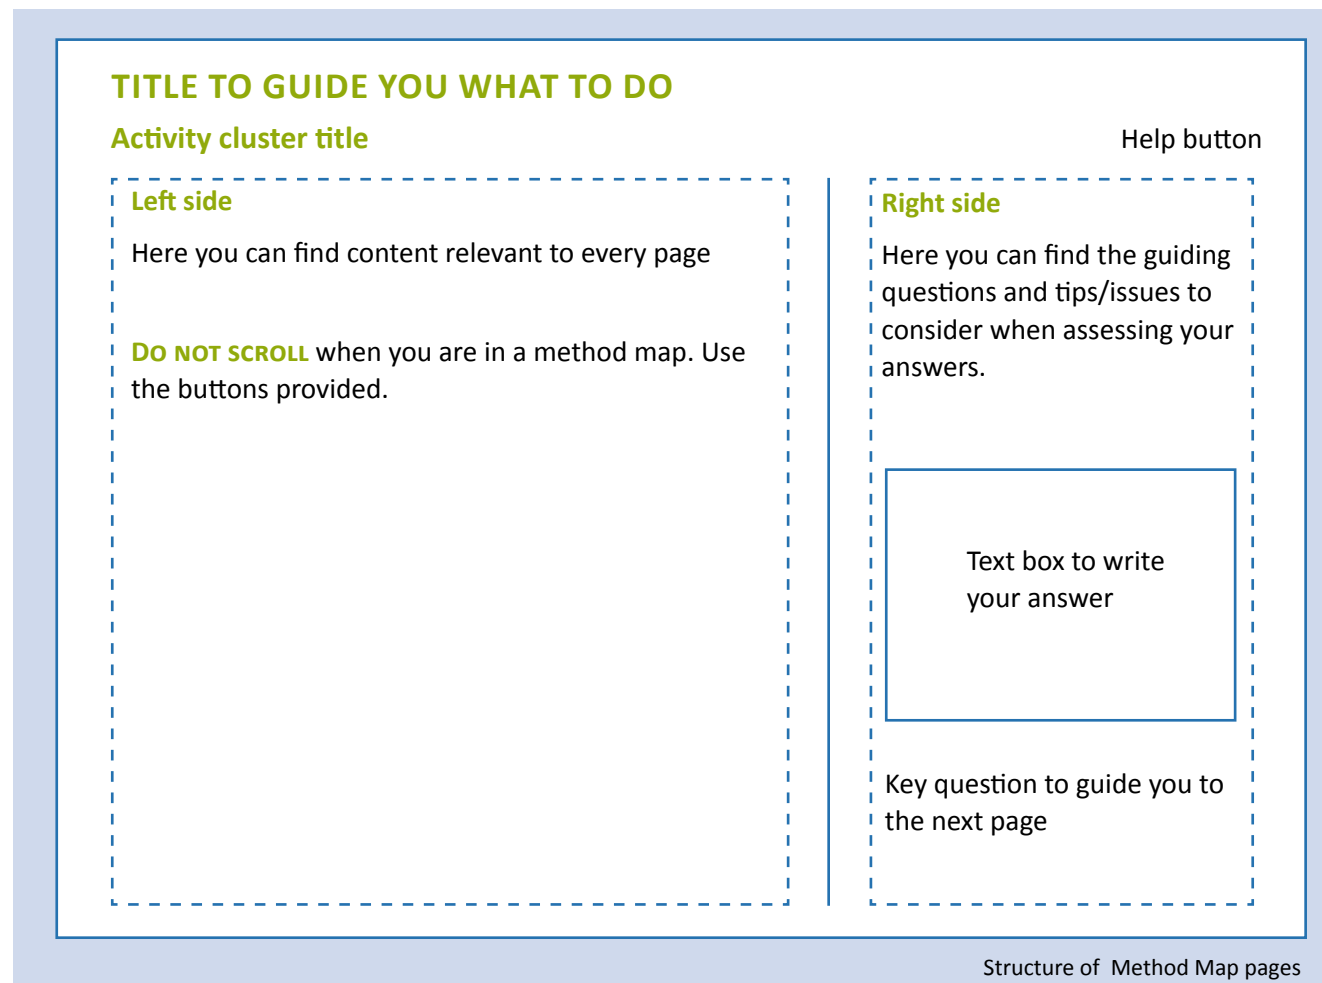 TITLE TO GUIDE YOU WHAT TO DO
Activity cluster title
Help button
Left side
Here you can find content relevant to every page
DO NOT SCROLL when you are in a method map. Use
the buttons provided.
Right side
Here you can find the guiding
questions and tips/issues to
consider when assessing your
answers.
Text box to write
your answer
Key question to guide you to
the next page
Structure of  Method Map pages